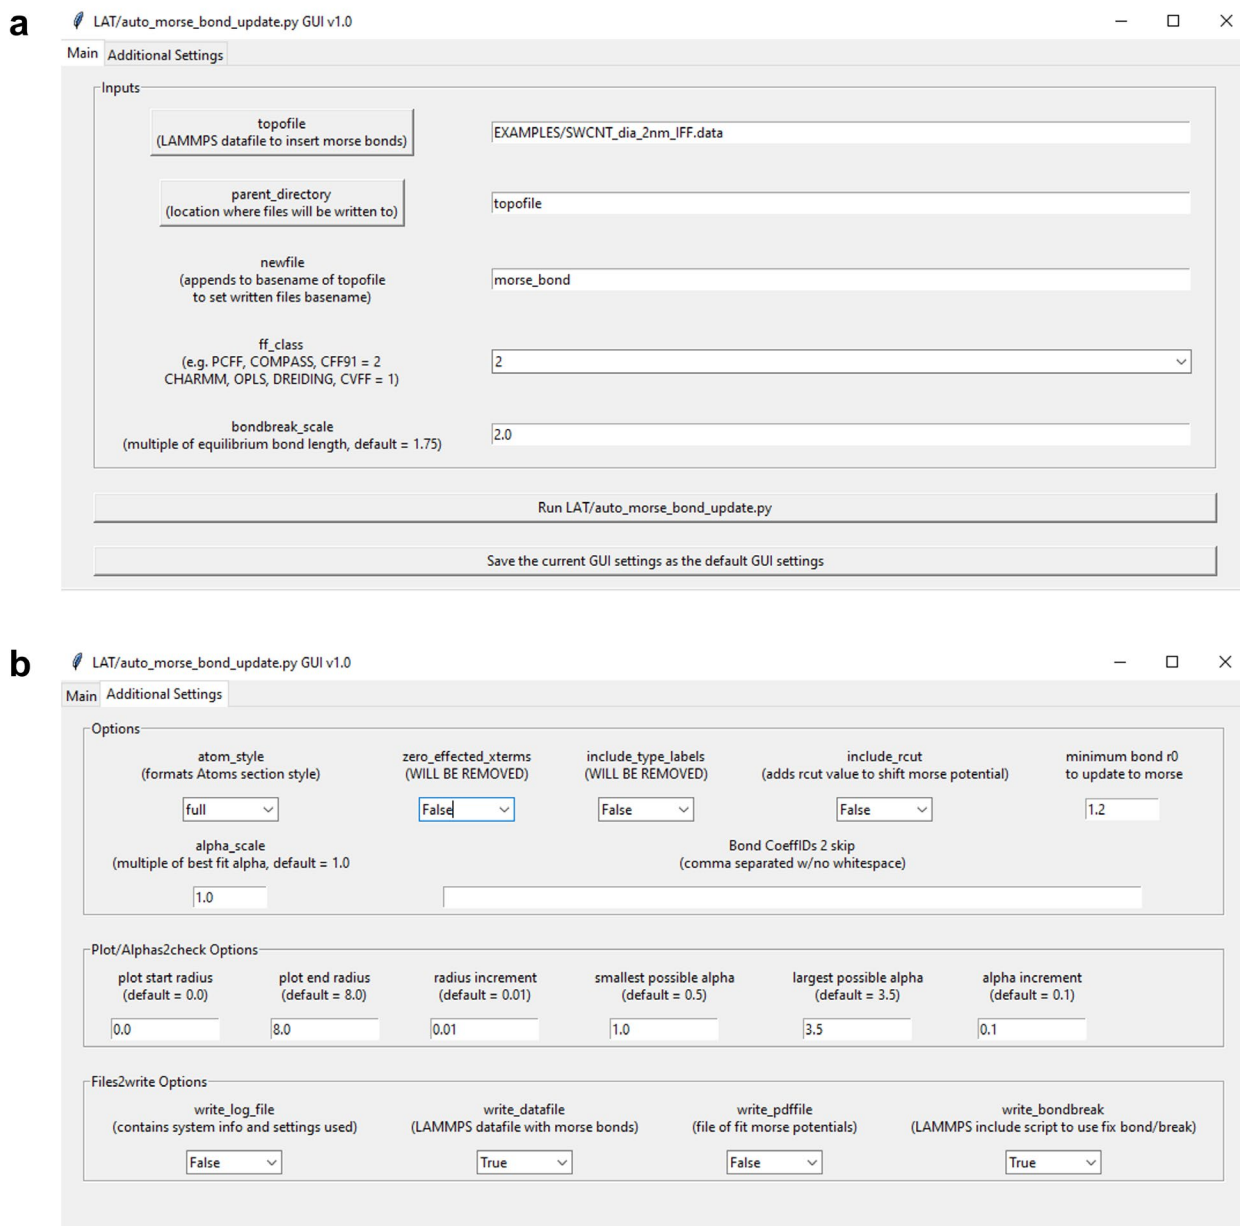 a
LAT/auto_morse_bond_update.py GUI v1.0
Main Additional Settings
Inputs
topofile
(LAMMPS datafile to insert morse bonds)
EXAMPLES/SWCNT_dia_2nm_IFF.data
parent_directory
(location where files will be written to)
topofile
newfile
(appends to basename of topofile
to set written files basename)
morse_bond
ff_class
(e.g. PCFF, COMPASS, CFF91 = 2
CHARMM, OPLS, DREIDING, CVFF = 1)
2
bondbreak_scale
(multiple of equilibrium bond length, default = 1.75)
2.0
Run LAT/auto_morse_bond_update.py
Save the current GUI settings as the default GUI settings
b
LAT/auto_morse_bond_update.py GUI v1.0
Main Additional Settings
Options
atom_style
(formats Atoms section style)
full
zero_effected_xterms
(WILL BE REMOVED)
False
include_type_labels
(WILL BE REMOVED)
False
include_rcut
(adds rcut value to shift morse potential)
False
minimum bond r0
to update to morse
1.2
alpha_scale
(multiple of best fit alpha, default = 1.0
1.0
Bond CoeffIDs 2 skip
(comma separated w/no whitespace)
Plot/Alphas2check Options
plot start radius
(default = 0.0)
0.0
plot end radius
(default = 8.0)
8.0
radius increment
(default = 0.01)
0.01
smallest possible alpha
(default = 0.5)
1.0
largest possible alpha
(default = 3.5)
3.5
alpha increment
(default = 0.1)
0.1
Files2write Options
write_log_file
(contains system info and settings used)
False
write_datafile
(LAMMPS datafile with morse bonds)
True
write_pdffile
(file of fit morse potentials)
False
write_bondbreak
(LAMMPS include script to use fix bond/break)
True